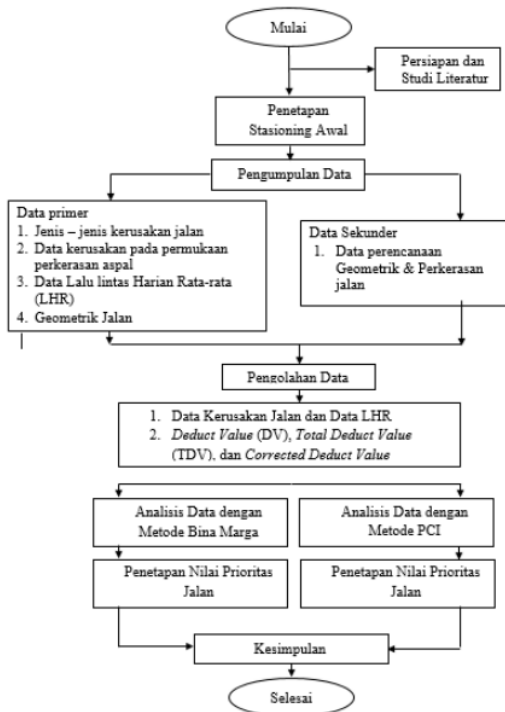 Mulai
Persiapan dan
Studi Literatur
Penetapan
Stasioning Awal
Pengumpulan Data
Data primer
1. Jenis – jenis kerusakan jalan
2. Data kerusakan pada permukaan
perkerasan aspal
3. Data Lalu lintas Harian Rata-rata
(LHR)
4. Geometrik Jalan
Data Sekunder
1. Data perencanaan
Geometrik & Perkerasan
jalan
Pengolahan Data
1. Data Kerusakan Jalan dan Data LHR
2. Deduct Value (DV), Total Deduct Value
(TDV), dan Corrected Deduct Value
Analisis Data dengan
Metode Bina Marga
Analisis Data dengan
Metode PCI
Penetapan Nilai Prioritas
Jalan
Penetapan Nilai Prioritas
Jalan
Kesimpulan
Selesai